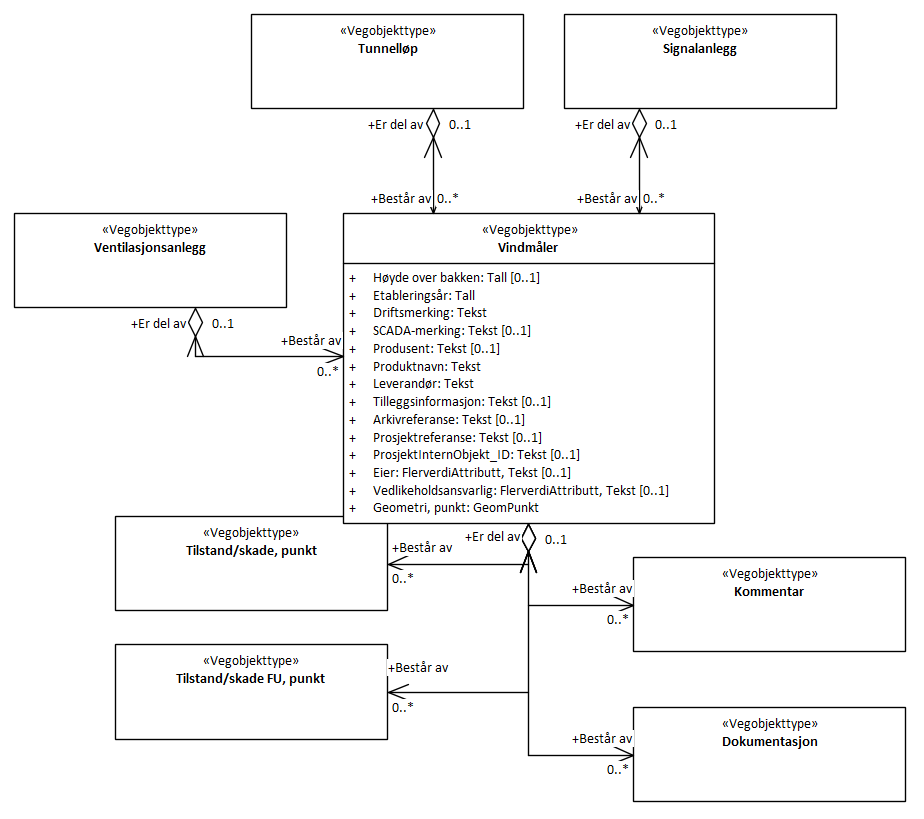 «Vegobjekttype»
Tunnelløp
«Vegobjekttype»
Signalanlegg
+Er del av 0..1
+Er del av 0..1
+Består av 0..*
+Består av 0..*
«Vegobjekttype»
Ventilasjonsanlegg
+Er del av 0..1
+Består av
0..*
«Vegobjekttype»
Vindmåler
+ Høyde over bakken: Tall [0..1]
+ Etableringsår: Tall
+ Driftsmerking: Tekst
+ SCADA-merking: Tekst [0..1]
+ Produsent: Tekst [0..1]
+ Produktnavn: Tekst
+ Leverandør: Tekst
+ Tilleggsinformasjon: Tekst [0..1]
+ Arkivreferanse: Tekst [0..1]
+ Prosjektreferanse: Tekst [0..1]
+ ProsjektInternObjekt_ID: Tekst [0..1]
+ Eier: FlerverdiAttributt, Tekst [0..1]
+ Vedlikeholdsansvarlig: FlerverdiAttributt, Tekst [0..1]
+ Geometri, punkt: GeomPunkt
+Er del av 0..1
«Vegobjekttype»
Tilstand/skade, punkt
+Består av
0..*
«Vegobjekttype»
Kommentar
+Består av
0..*
«Vegobjekttype»
Tilstand/skade FU, punkt
+Består av
0..*
«Vegobjekttype»
Dokumentasjon
+Består av
0..*